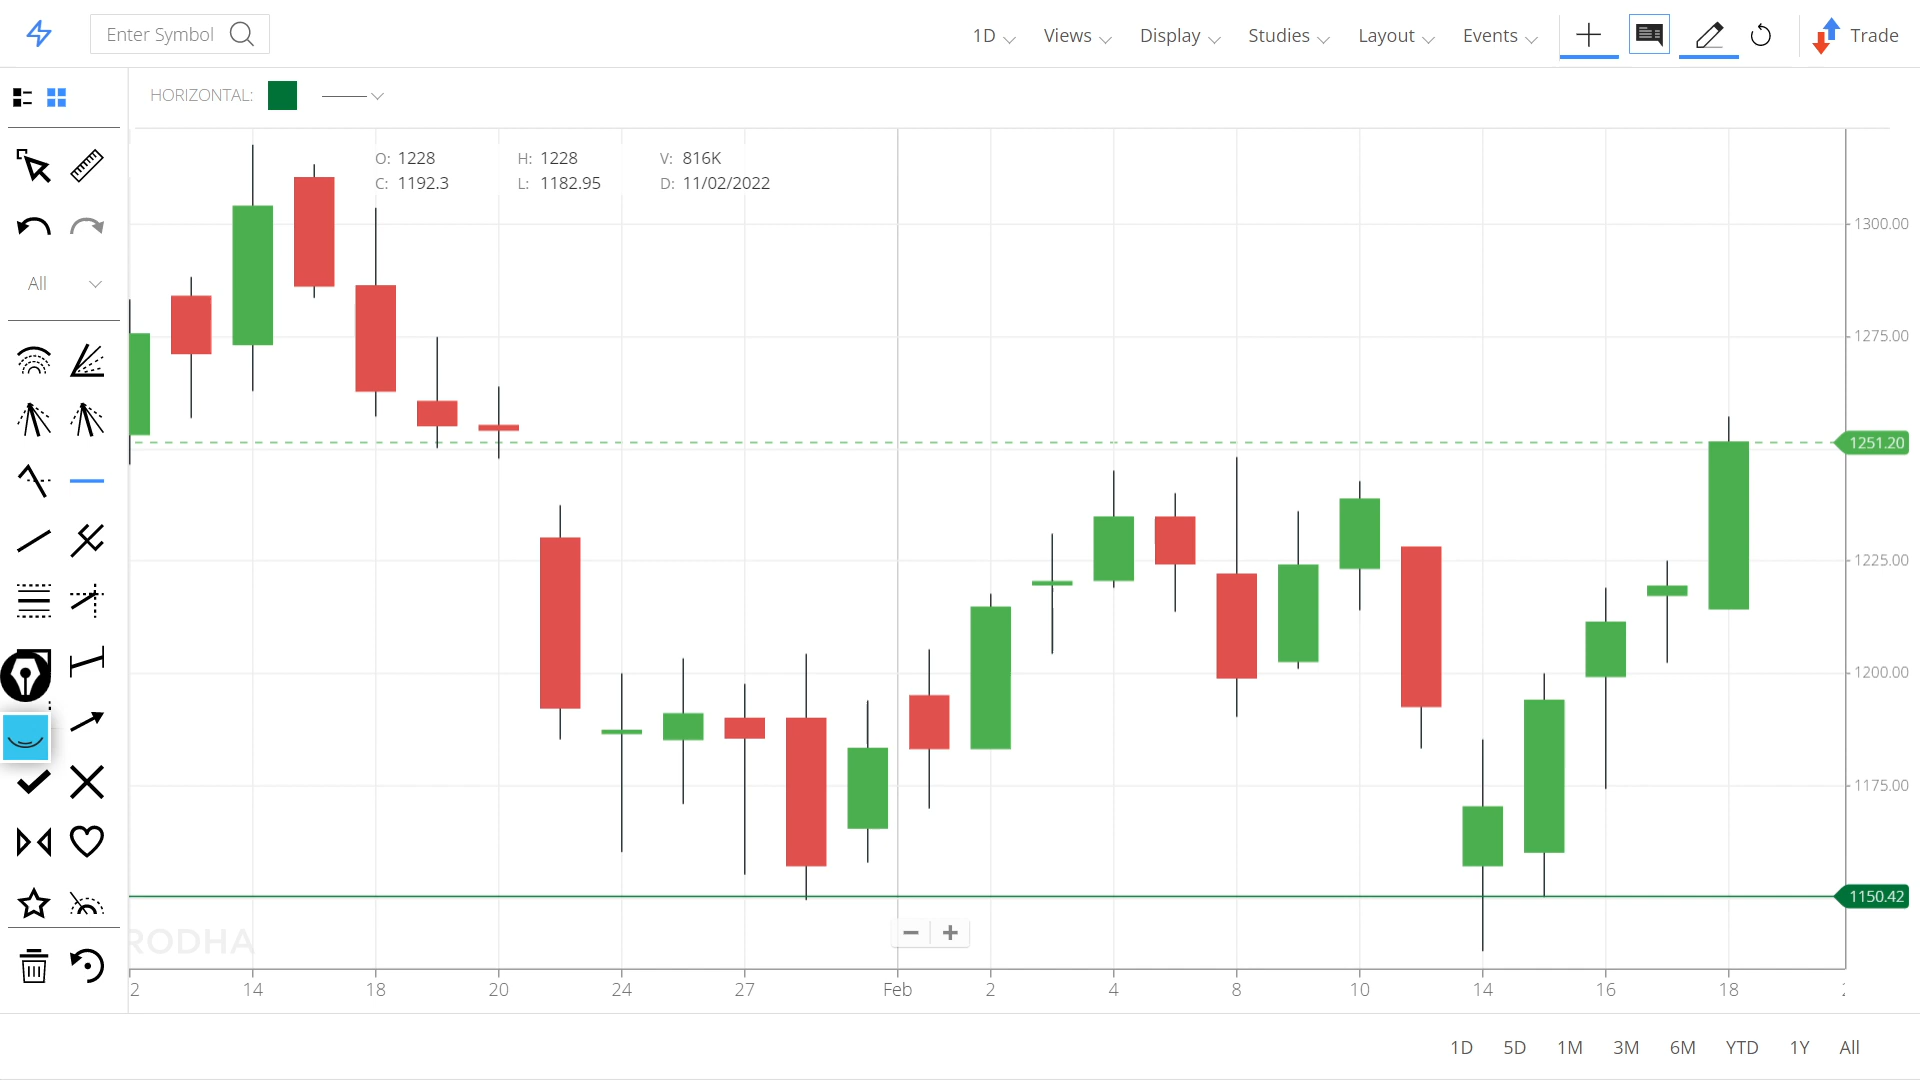 Enter Symbol
1D Views Display Studies Layout Events Trade
HORIZONTAL:
O: 1228 H: 1228 V: 816K
C: 1192.3 L: 1182.95 D: 11/02/2022
All
1300.00
1275.00
1251.20
1225.00
1200.00
1175.00
1150.42
RODHA
2 14 18 20 24 27 Feb 2 4 8 10 14 16 18
1D 5D 1M 3M 6M YTD 1Y All